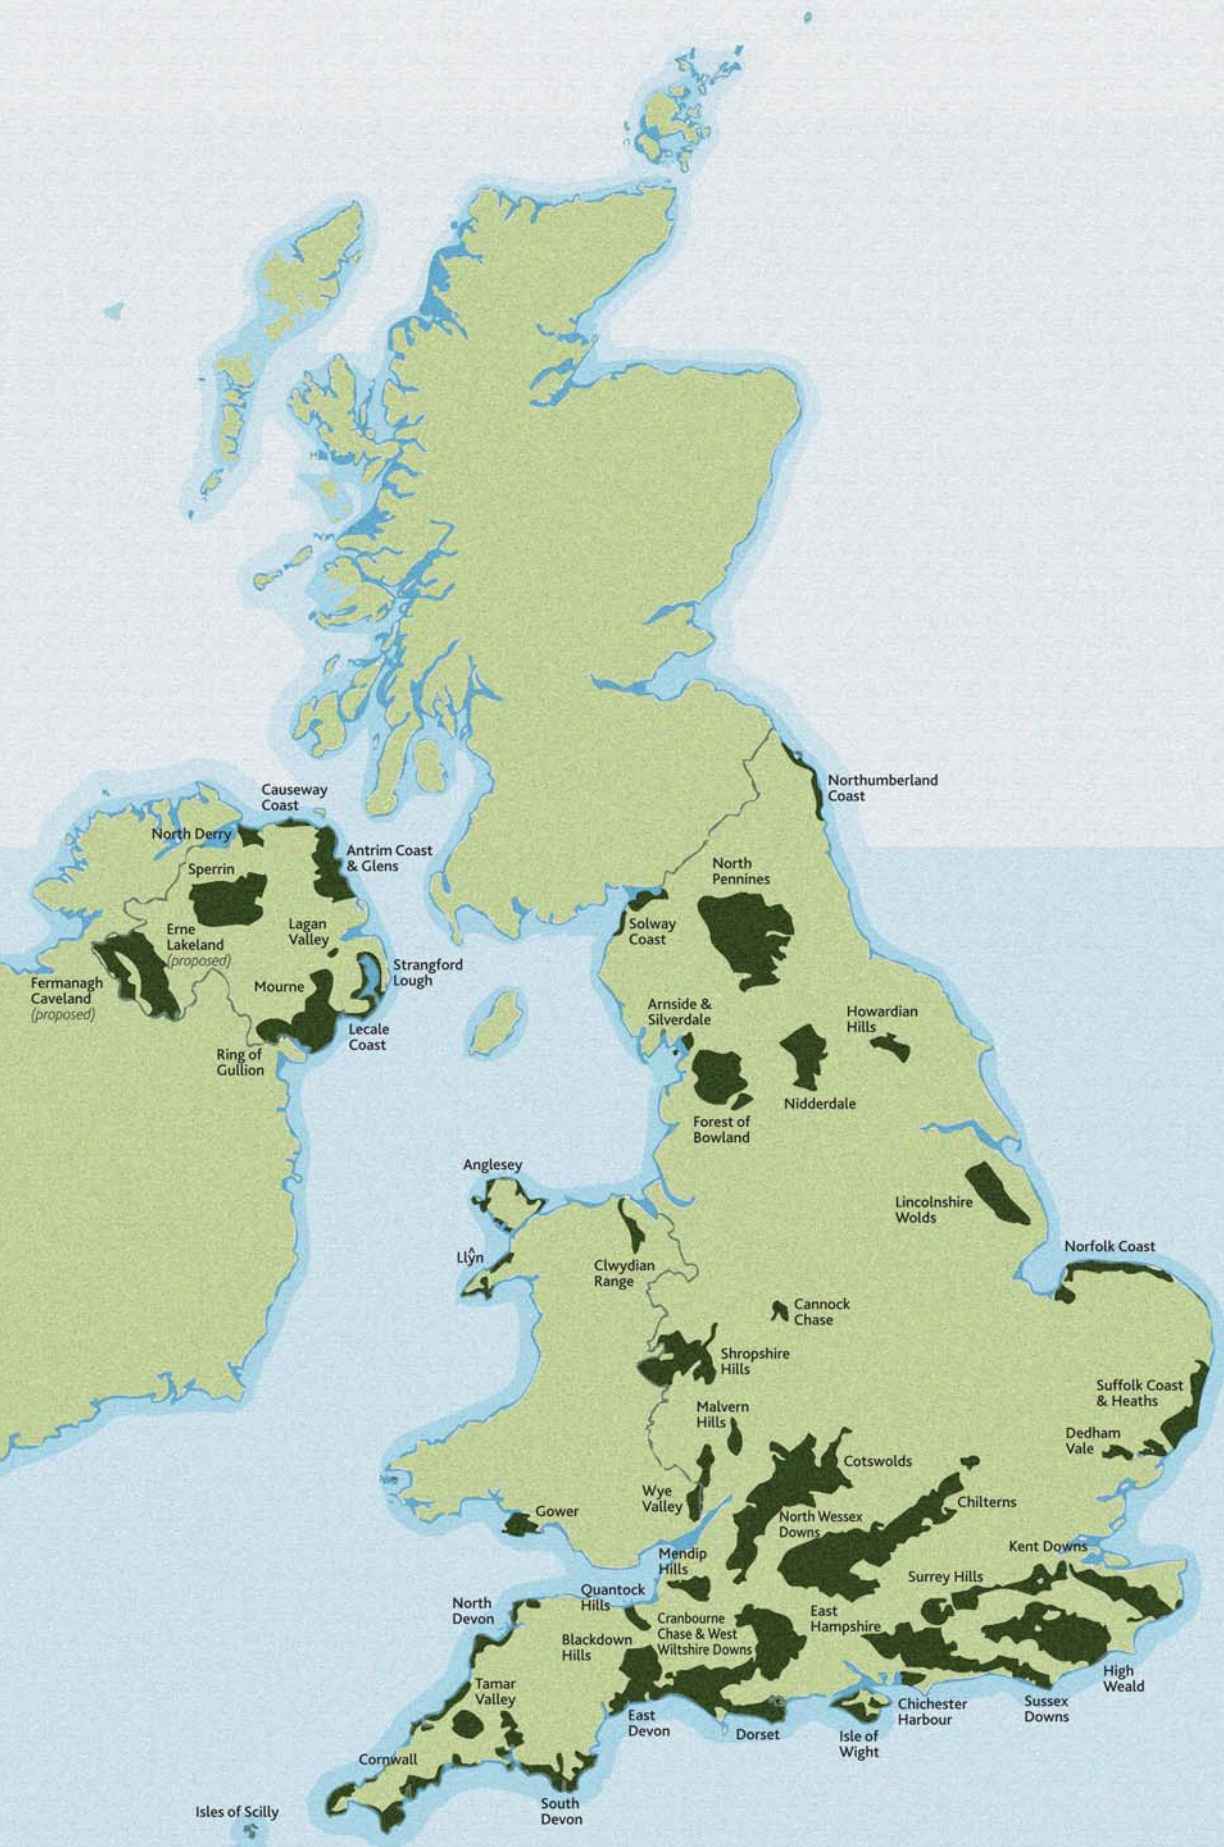 Causeway
Coast
Northumberland
Coast
North Derry
Antrim Coast
& Glens
Sperrin
North
Pennines
Lagan
Valley
Solway
Coast
Erne
Lakeland
(proposed)
Strangford
Lough
Fermanagh
Caveland
(proposed)
Mourne
Arnside &
Silverdale
Howardian
Hills
Lecale
Coast
Ring of
Gullion
Nidderdale
Forest of
Bowland
Anglesey
Lincolnshire
Wolds
Norfolk Coast
Llŷn
Clwydian
Range
Cannock
Chase
Shropshire
Hills
Suffolk Coast
& Heaths
Malvern
Hills
Dedham
Vale
Cotswolds
Wye
Valley
Chilterns
Gower
North Wessex
Downs
Kent Downs
Mendip
Hills
Surrey Hills
Quantock
Hills
North
Devon
East
Hampshire
Cranbourne
Chase & West
Wiltshire Downs
Blackdown
Hills
High
Weald
Tamar
Valley
Chichester
Harbour
Sussex
Downs
East
Devon
Dorset
Isle of
Wight
Cornwall
South
Devon
Isles of Scilly